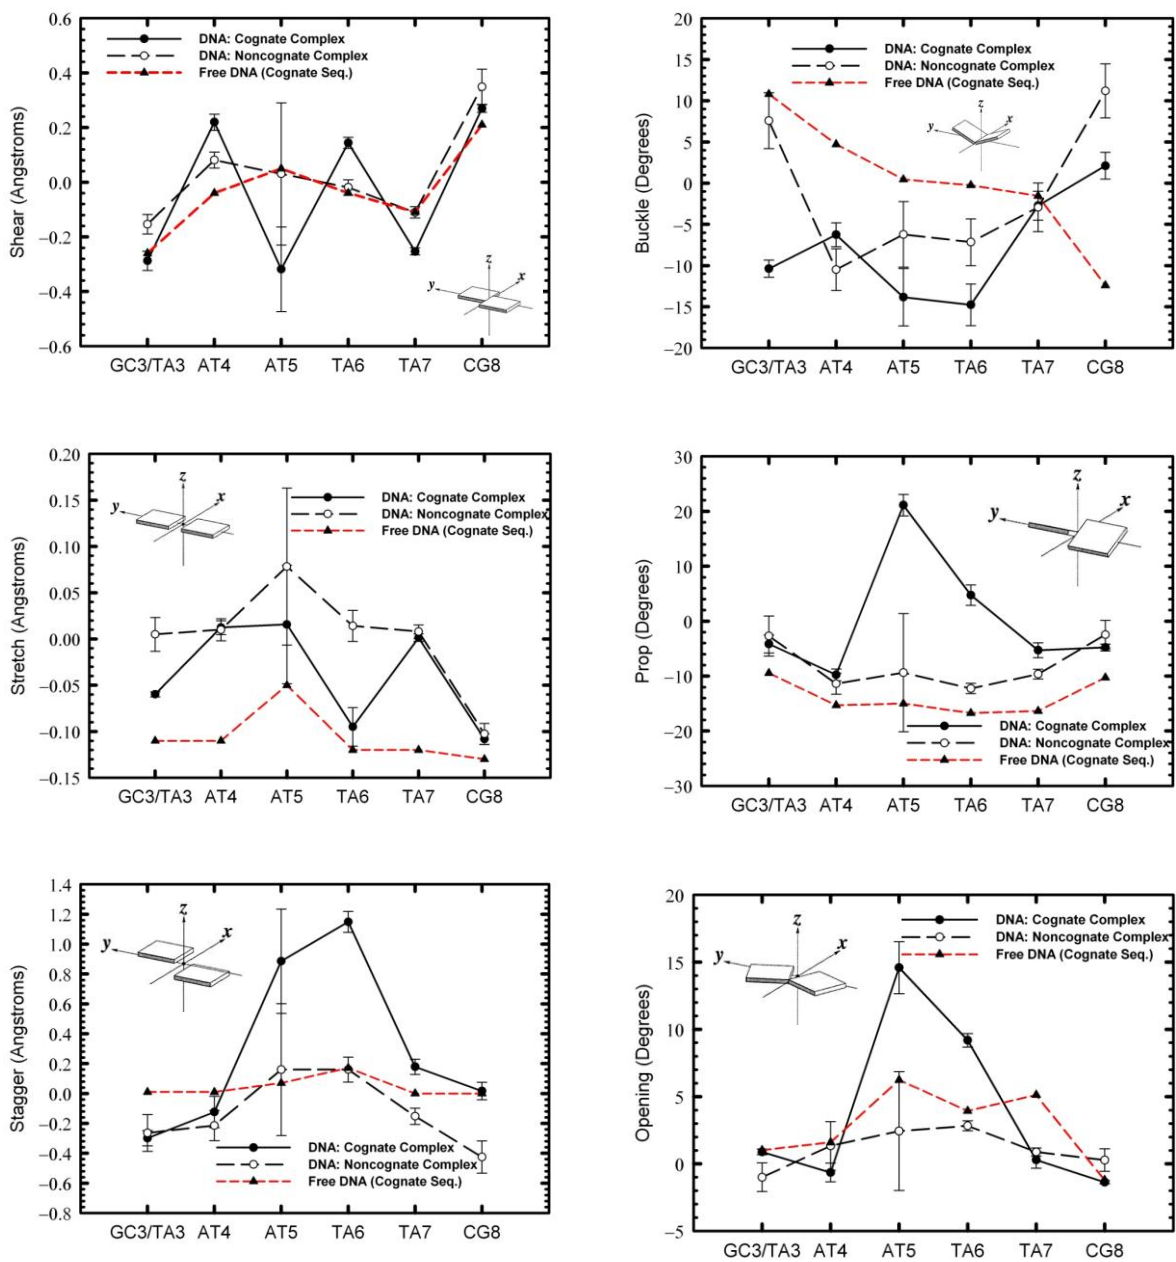 Shear (Angstroms)
0.6
0.4
0.2
0.0
−0.2
−0.4
−0.6
DNA: Cognate Complex
DNA: Noncognate Complex
Free DNA (Cognate Seq.)
z
x
y
GC3/TA3 AT4 AT5 TA6 TA7 CG8
Buckle (Degrees)
20
15
10
5
0
−5
−10
−15
−20
DNA: Cognate Complex
DNA: Noncognate Complex
Free DNA (Cognate Seq.)
z
x
y
GC3/TA3 AT4 AT5 TA6 TA7 CG8
Stretch (Angstroms)
0.20
0.15
0.10
0.05
0.00
−0.05
−0.10
−0.15
z
x
y
DNA: Cognate Complex
DNA: Noncognate Complex
Free DNA (Cognate Seq.)
GC3/TA3 AT4 AT5 TA6 TA7 CG8
Prop (Degrees)
30
20
10
0
−10
−20
−30
z
x
y
DNA: Cognate Complex
DNA: Noncognate Complex
Free DNA (Cognate Seq.)
GC3/TA3 AT4 AT5 TA6 TA7 CG8
Stagger (Angstroms)
1.4
1.2
1.0
0.8
0.6
0.4
0.2
0.0
−0.2
−0.4
−0.6
−0.8
z
x
y
DNA: Cognate Complex
DNA: Noncognate Complex
Free DNA (Cognate Seq.)
GC3/TA3 AT4 AT5 TA6 TA7 CG8
Opening (Degrees)
20
15
10
5
0
−5
DNA: Cognate Complex
DNA: Noncognate Complex
Free DNA (Cognate Seq.)
z
x
y
GC3/TA3 AT4 AT5 TA6 TA7 CG8